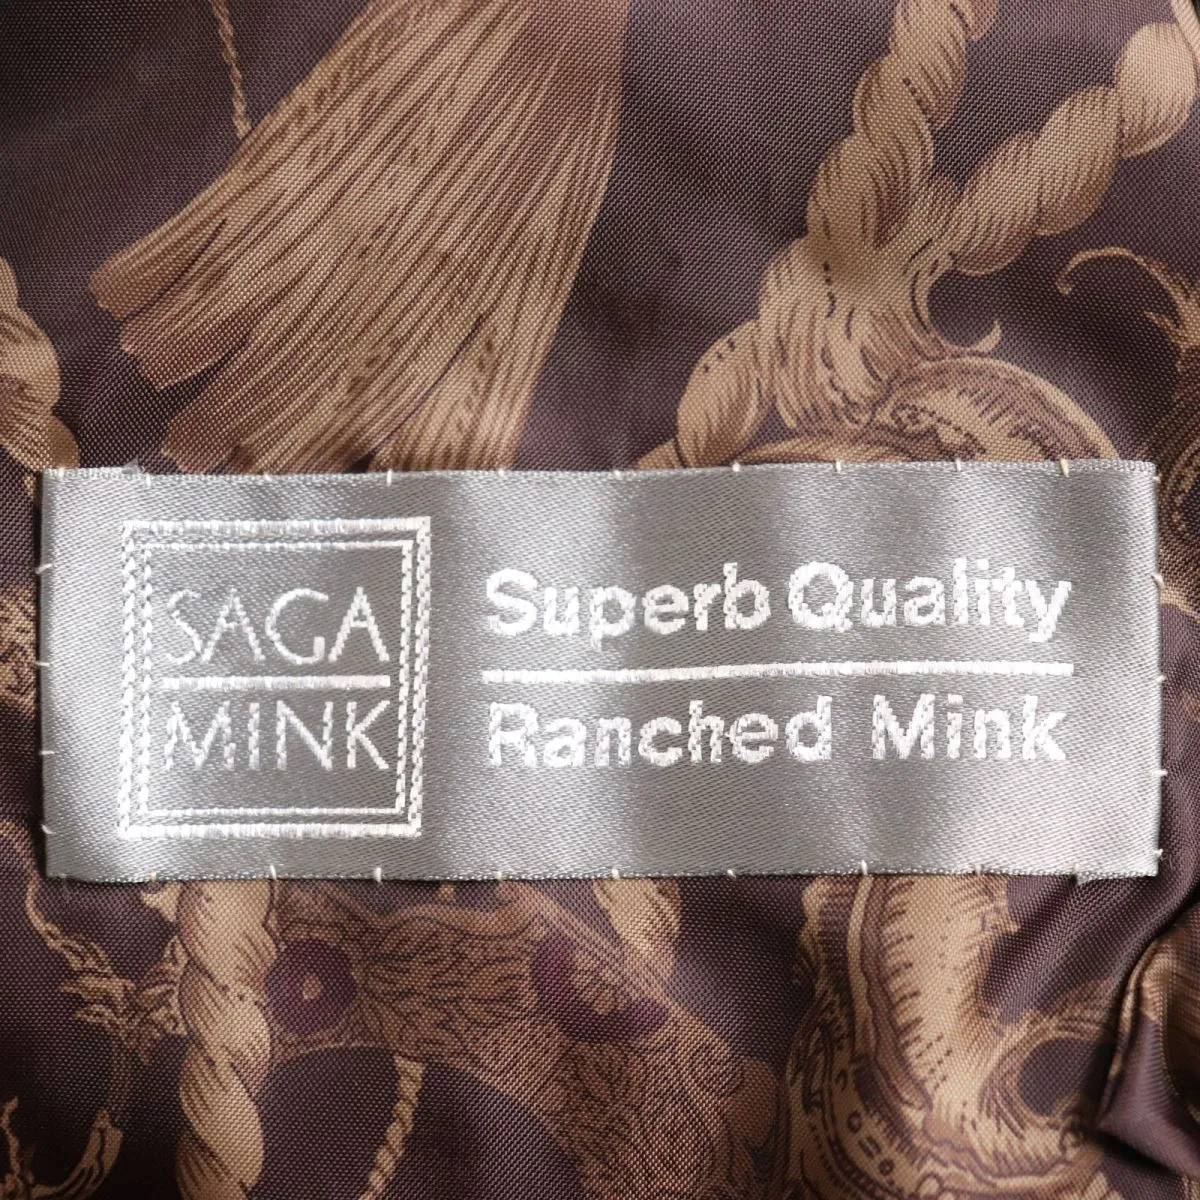 SAGA
MINK
Superb Quality
Ranched Mink